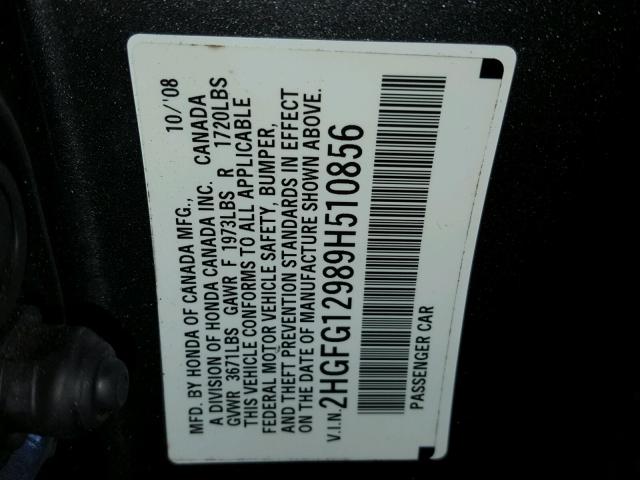 MFD. BY HONDA OF CANADA MFG., 10/'08
A DIVISION OF HONDA CANADA INC. CANADA
GVWR 3671LBS GAWR F 1973LBS R 1720LBS
THIS VEHICLE CONFORMS TO ALL APPLICABLE
FEDERAL MOTOR VEHICLE SAFETY, BUMPER,
AND THEFT PREVENTION STANDARDS IN EFFECT
ON THE DATE OF MANUFACTURE SHOWN ABOVE.
V.I.N. 2HGFG12989H510856
PASSENGER CAR